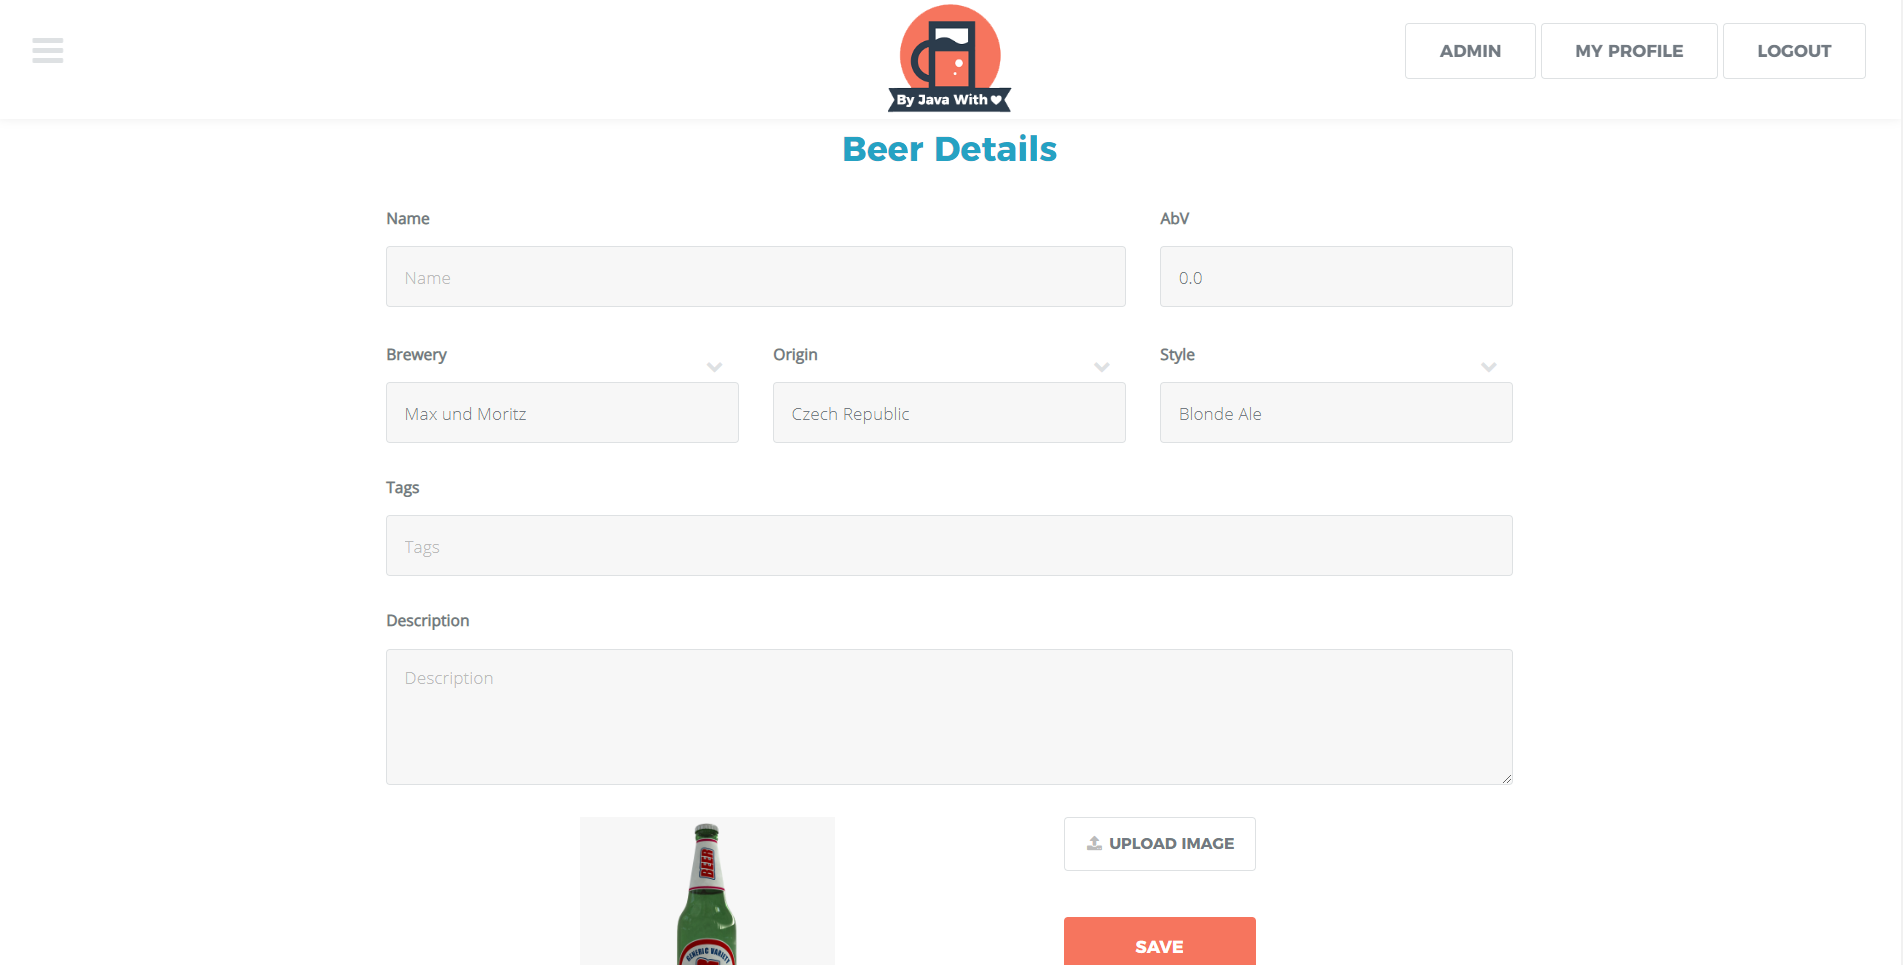 By Java With
ADMIN
MY PROFILE
LOGOUT
Beer Details
Name
AbV
Name
0.0
Brewery
Origin
Style
Max und Moritz
Czech Republic
Blonde Ale
Tags
Tags
Description
Description
BEER
GENERIC VARIETY
UPLOAD IMAGE
SAVE